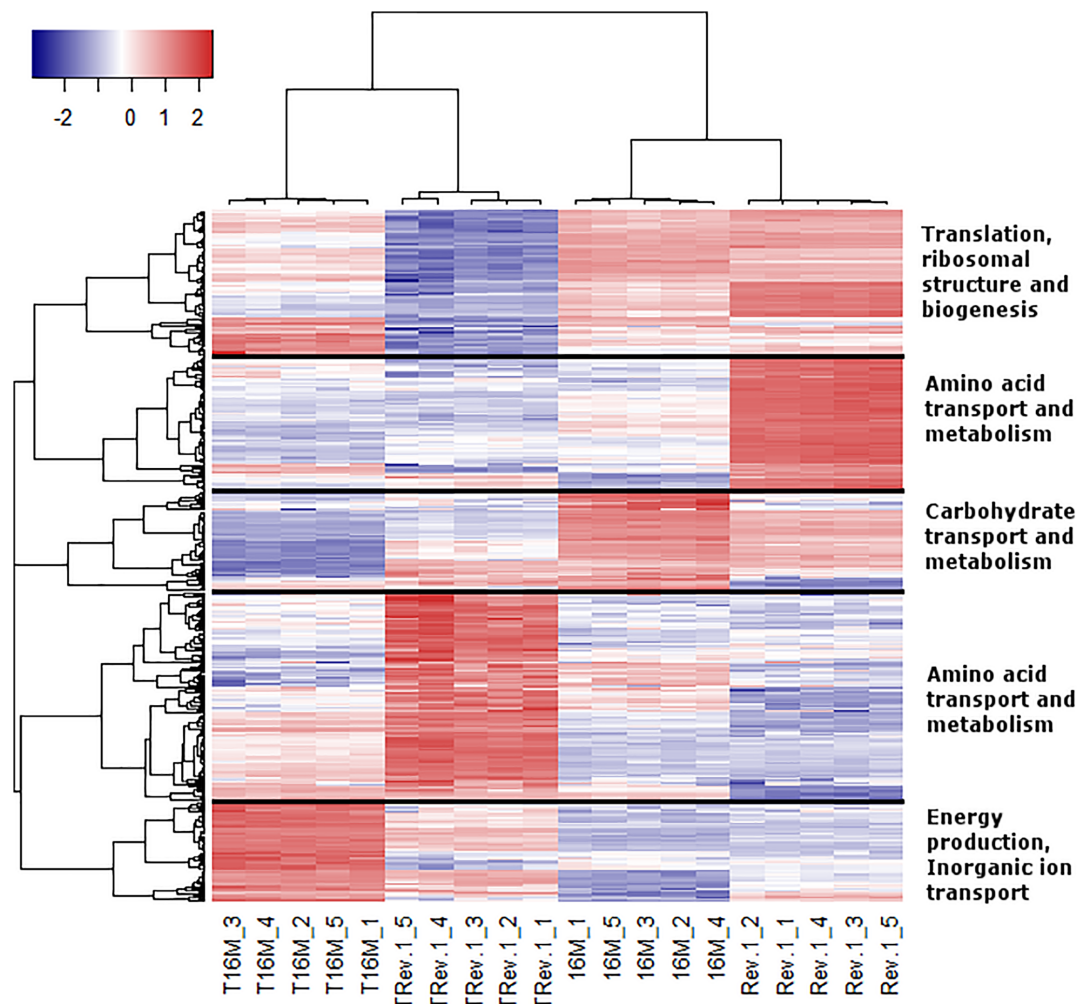 -2 0 1 2
Translation,
ribosomal
structure and
biogenesis
Amino acid
transport and
metabolism
Carbohydrate
transport and
metabolism
Amino acid
transport and
metabolism
Energy
production,
Inorganic ion
transport
T16M_3
T16M_4
T16M_2
T16M_5
T16M_1
TRev.1_5
TRev.1_4
TRev.1_3
TRev.1_2
TRev.1_1
16M_1
16M_5
16M_3
16M_2
16M_4
Rev.1_2
Rev.1_1
Rev.1_4
Rev.1_3
Rev.1_5